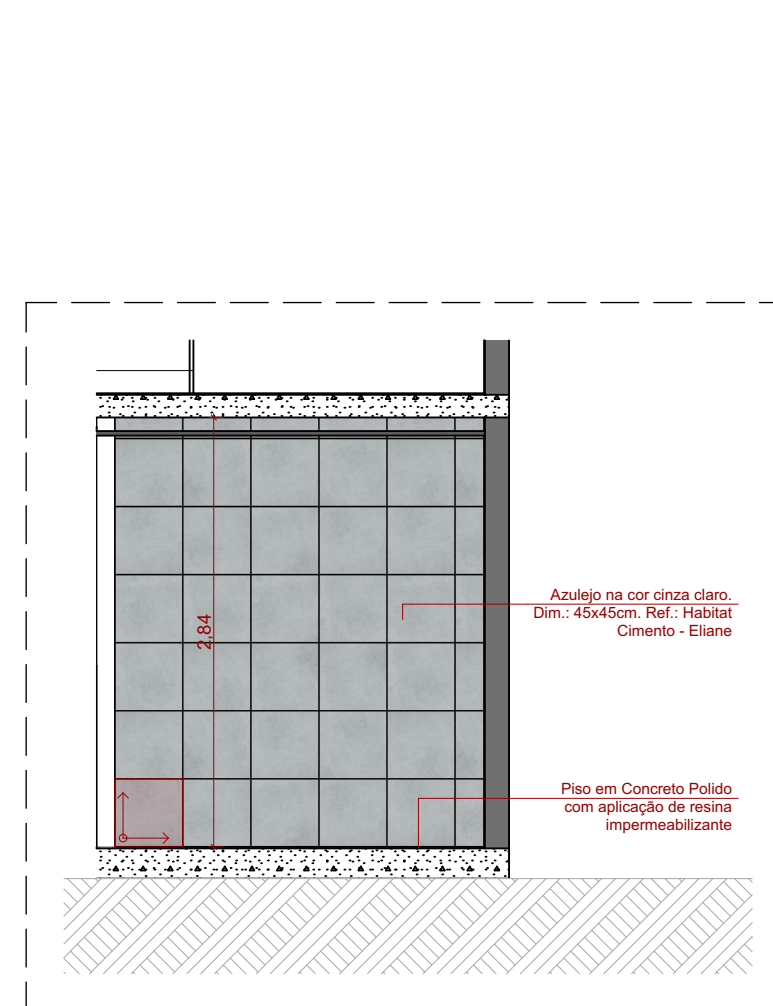 Azulejo na cor cinza claro.
Dim.: 45x45cm. Ref.: Habitat
Cimento - Eliane
2,84
Piso em Concreto Polido
com aplicação de resina
impermeabilizante